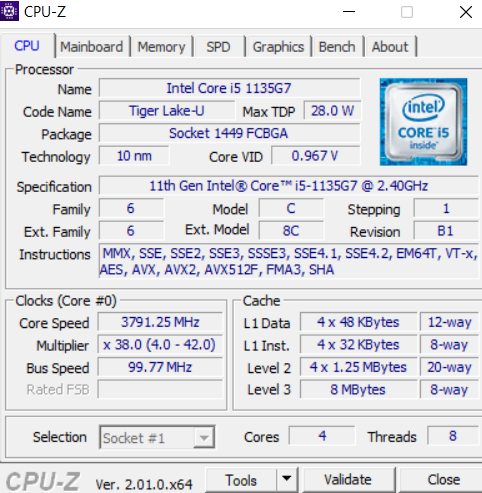 CPU-Z
CPU Mainboard Memory SPD Graphics Bench About
Processor
Name Intel Core i5 1135G7
Code Name Tiger Lake-U Max TDP 28.0 W
Package Socket 1449 FCBGA
Technology 10 nm Core VID 0.967 V
intel
CORE i5
inside™
Specification 11th Gen Intel® Core™ i5-1135G7 @ 2.40GHz
Family 6 Model C Stepping 1
Ext. Family 6 Ext. Model 8C Revision B1
Instructions MMX, SSE, SSE2, SSE3, SSSE3, SSE4.1, SSE4.2, EM64T, VT-x,
AES, AVX, AVX2, AVX512F, FMA3, SHA
Clocks (Core #0)
Core Speed 3791.25 MHz
Multiplier x 38.0 (4.0 - 42.0)
Bus Speed 99.77 MHz
Rated FSB
Cache
L1 Data 4 x 48 KBytes 12-way
L1 Inst. 4 x 32 KBytes 8-way
Level 2 4 x 1.25 MBytes 20-way
Level 3 8 MBytes 8-way
Selection Socket #1 Cores 4 Threads 8
CPU-Z Ver. 2.01.0.x64 Tools Validate Close